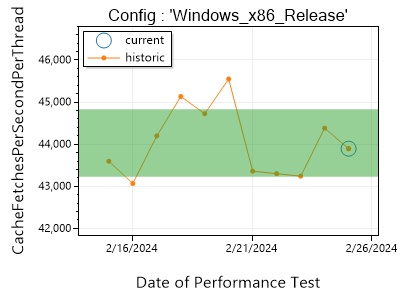 Config : 'Windows_x86_Release'
current
historic
CacheFetchesPerSecondPerThread
46,000
45,000
44,000
43,000
42,000
2/16/2024
2/21/2024
2/26/2024
Date of Performance Test